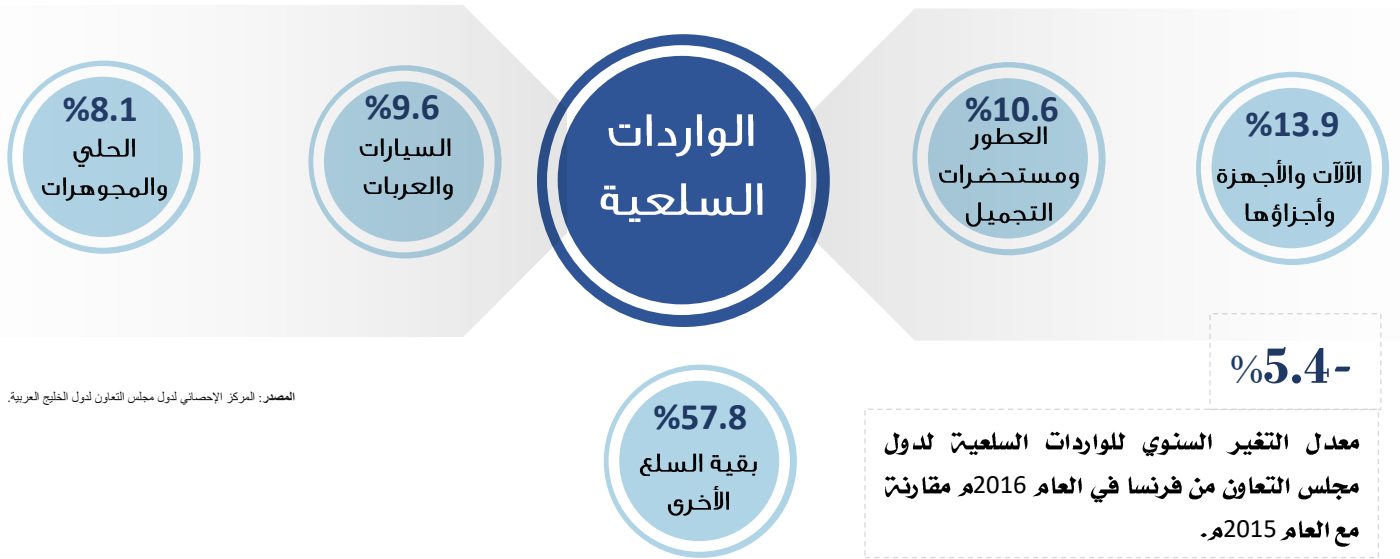 %13.9
الآلات والأجهزة
وأجزاؤها
%10.6
العطور
ومستحضرات
التجميل
الواردات
السلعية
%9.6
السيارات
والعربات
%8.1
الحلي
والمجوهرات
%57.8
بقية السلع
الأخرى
%5.4-
معدل التغير السنوي للواردات السلعية لدول
مجلس التعاون من فرنسا في العام 2016م مقارنة
مع العام 2015م.
المصدر: المركز الإحصائي لدول مجلس التعاون لدول الخليج العربية.